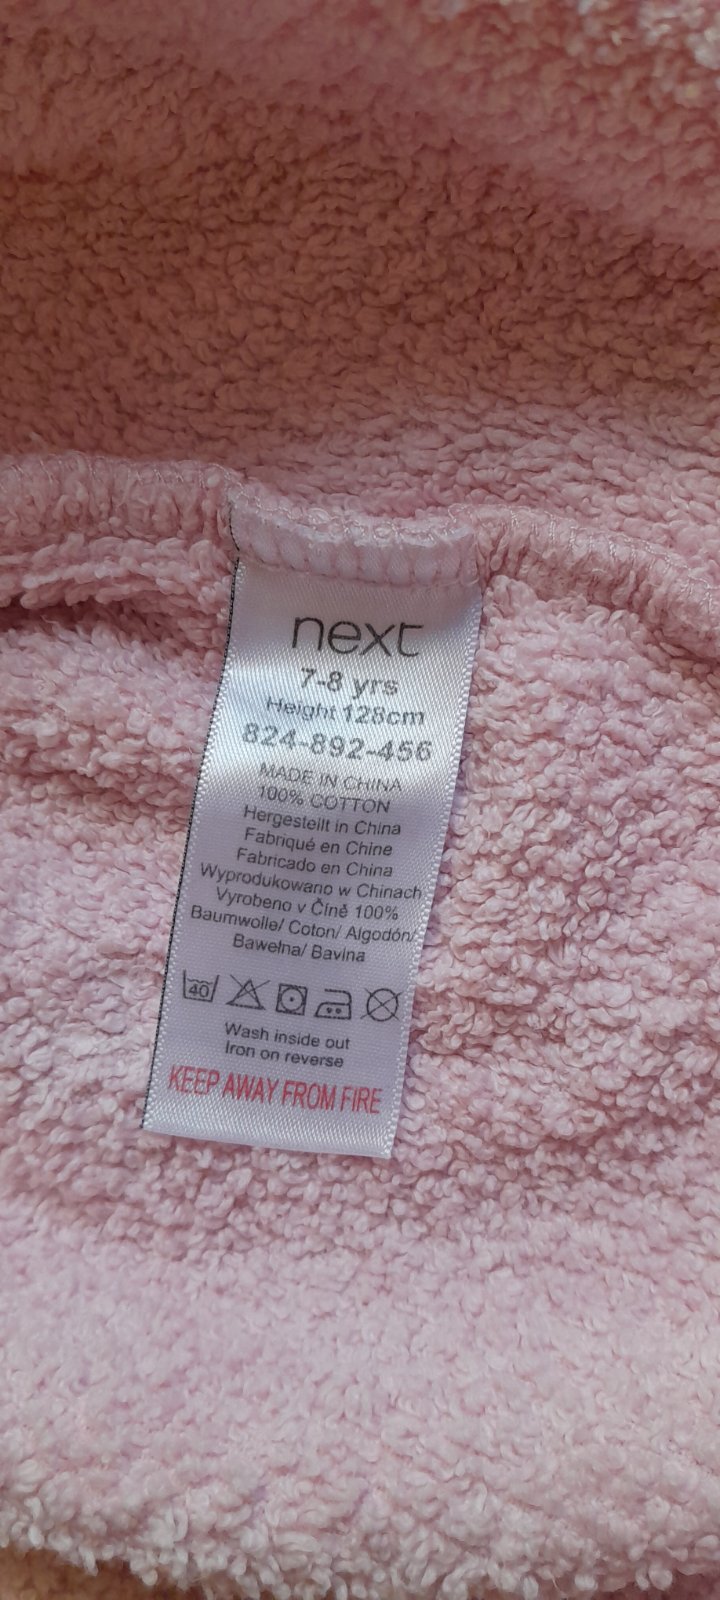 next
7-8 yrs
Height 128cm
824-892-456
MADE IN CHINA
100% COTTON
Hergestellt in China
Fabriqué en Chine
Fabricado en China
Wyprodukowano w Chinach
Vyrobeno v Číně 100%
Baumwolle/ Coton/ Algodón/
Bawełna/ Bavlna
40
Wash inside out
Iron on reverse
KEEP AWAY FROM FIRE